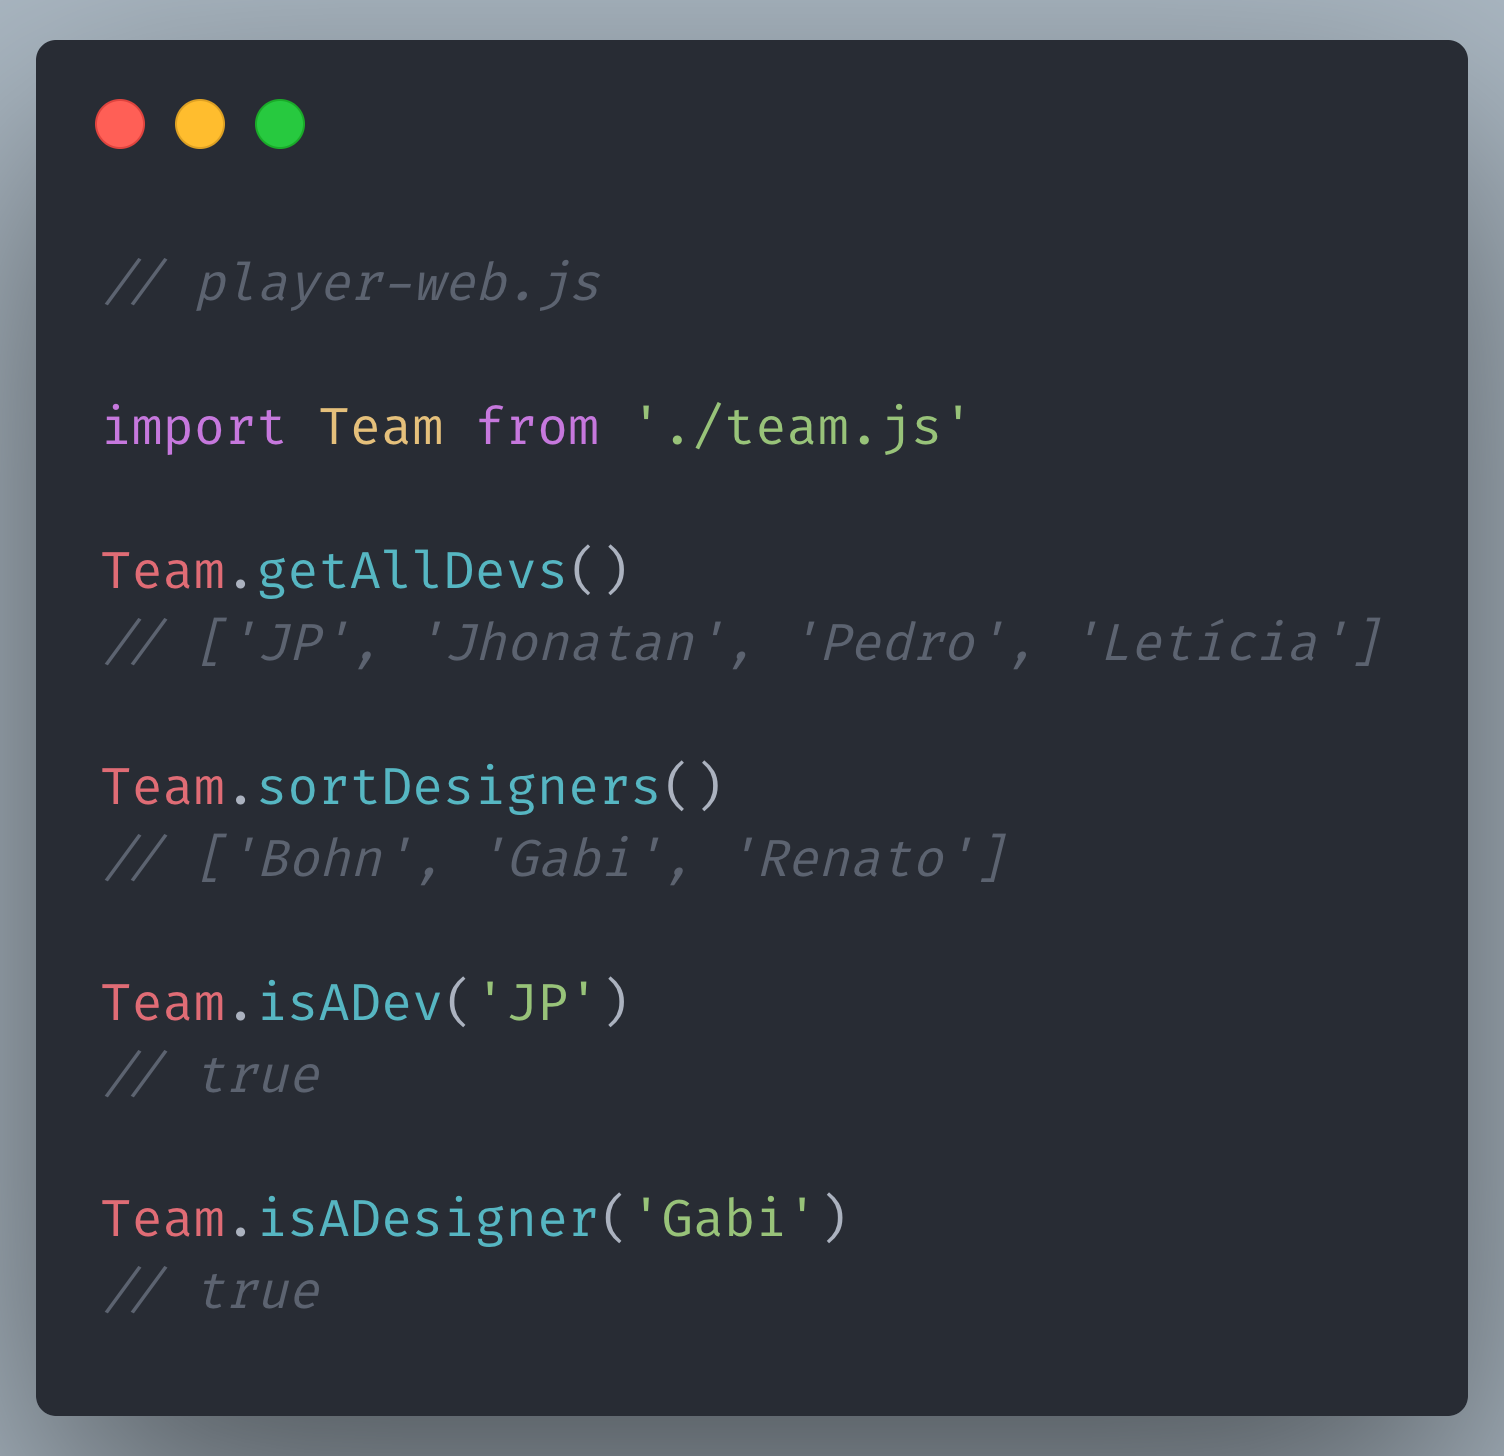 // player-web.js
import Team from './team.js'
Team.getAllDevs()
// ['JP', 'Jhonatan', 'Pedro', 'Letícia']
Team.sortDesigners()
// ['Bohn', 'Gabi', 'Renato']
Team.isADev('JP')
// true
Team.isADesigner('Gabi')
// true